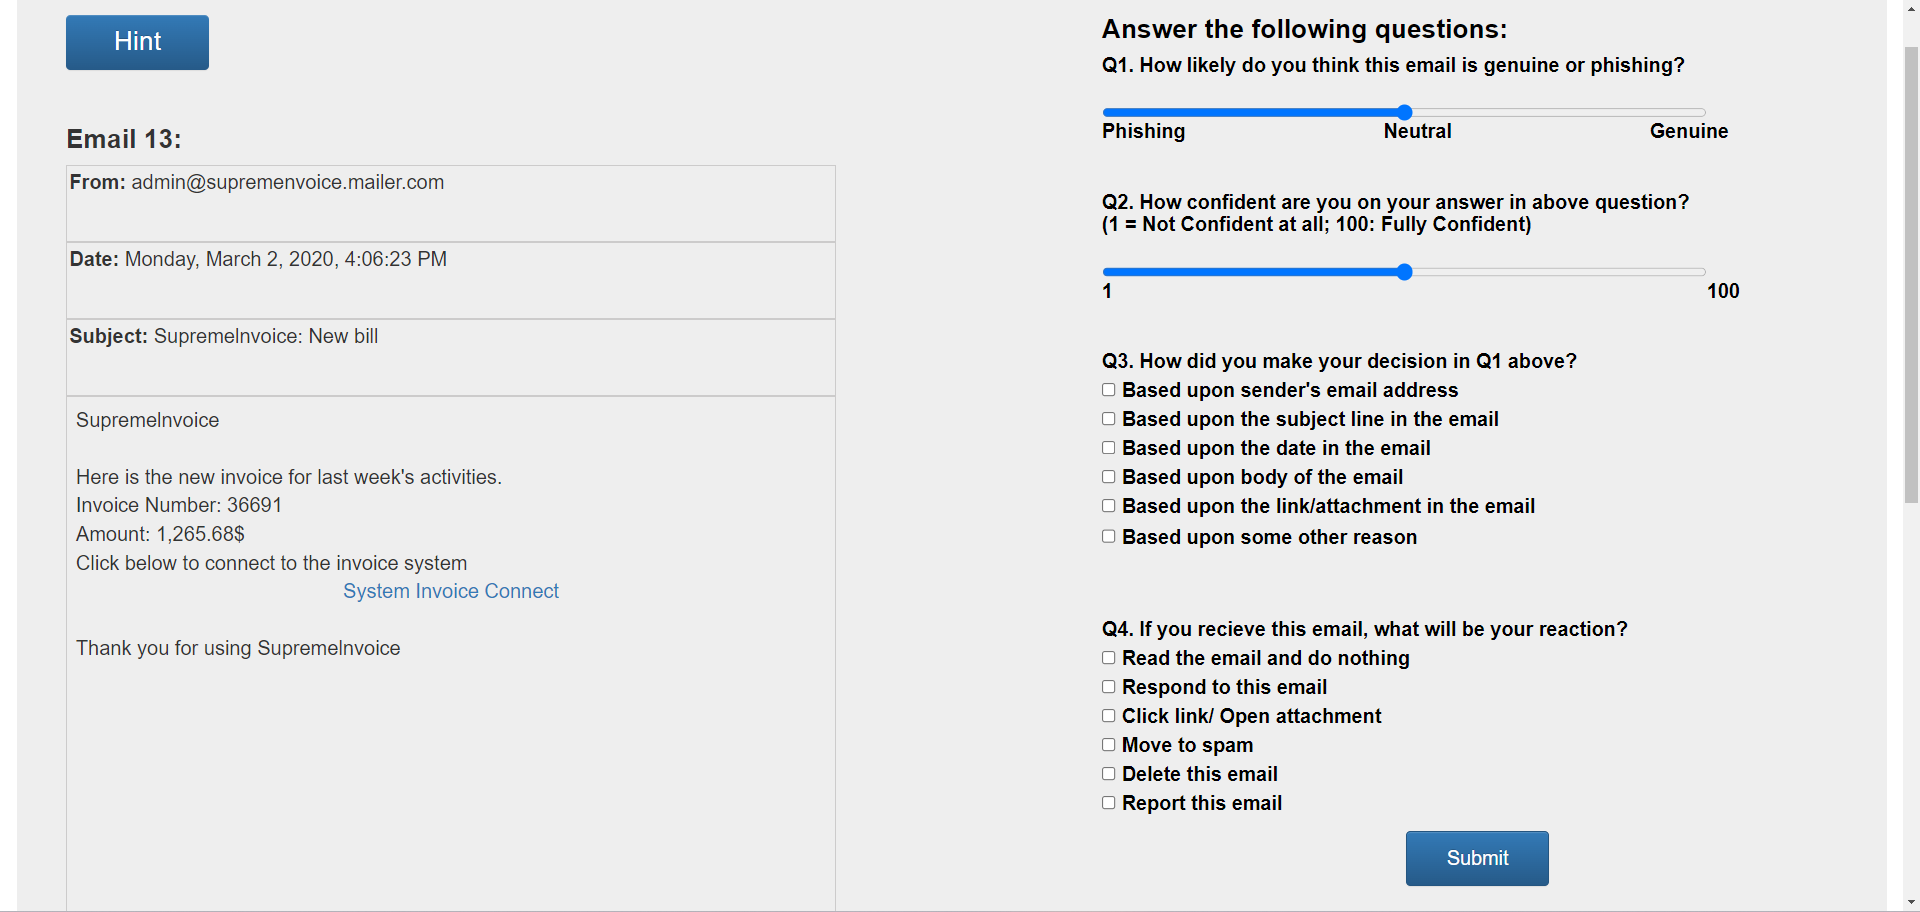 Hint
Email 13:
From: admin@supremenvoice.mailer.com
Date: Monday, March 2, 2020, 4:06:23 PM
Subject: SupremeInvoice: New bill
SupremeInvoice
Here is the new invoice for last week's activities.
Invoice Number: 36691
Amount: 1,265.68$
Click below to connect to the invoice system
System Invoice Connect
Thank you for using SupremeInvoice
Answer the following questions:
Q1. How likely do you think this email is genuine or phishing?
Phishing Neutral Genuine
Q2. How confident are you on your answer in above question?
(1 = Not Confident at all; 100: Fully Confident)
1 100
Q3. How did you make your decision in Q1 above?
Based upon sender's email address
Based upon the subject line in the email
Based upon the date in the email
Based upon body of the email
Based upon the link/attachment in the email
Based upon some other reason
Q4. If you recieve this email, what will be your reaction?
Read the email and do nothing
Respond to this email
Click link/ Open attachment
Move to spam
Delete this email
Report this email
Submit